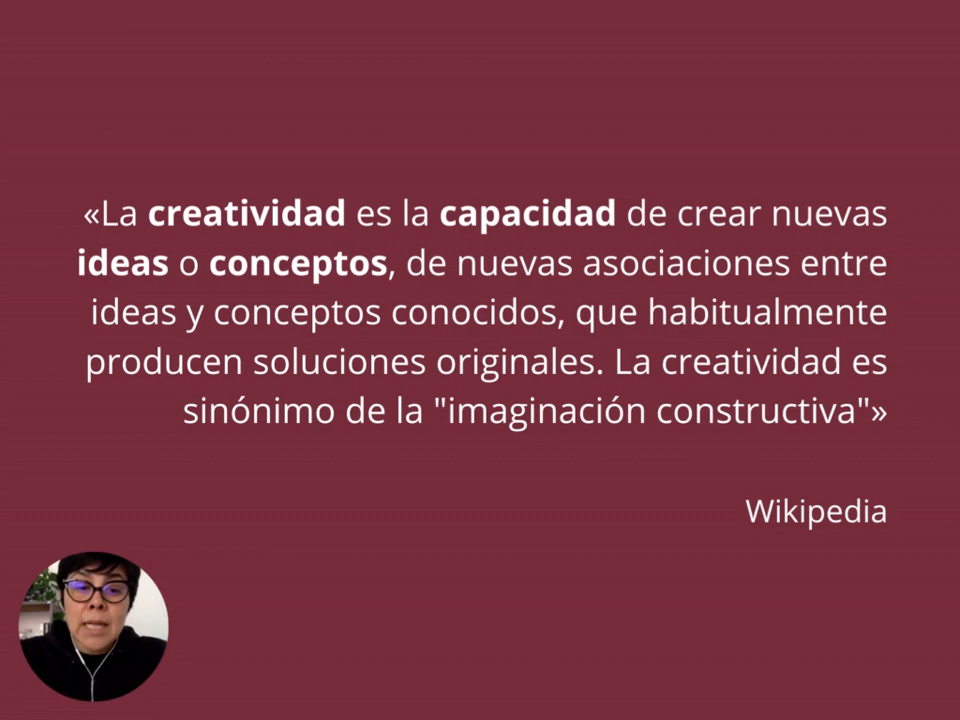 «La creatividad es la capacidad de crear nuevas
ideas o conceptos, de nuevas asociaciones entre
ideas y conceptos conocidos, que habitualmente
producen soluciones originales. La creatividad es
sinónimo de la "imaginación constructiva"»
Wikipedia